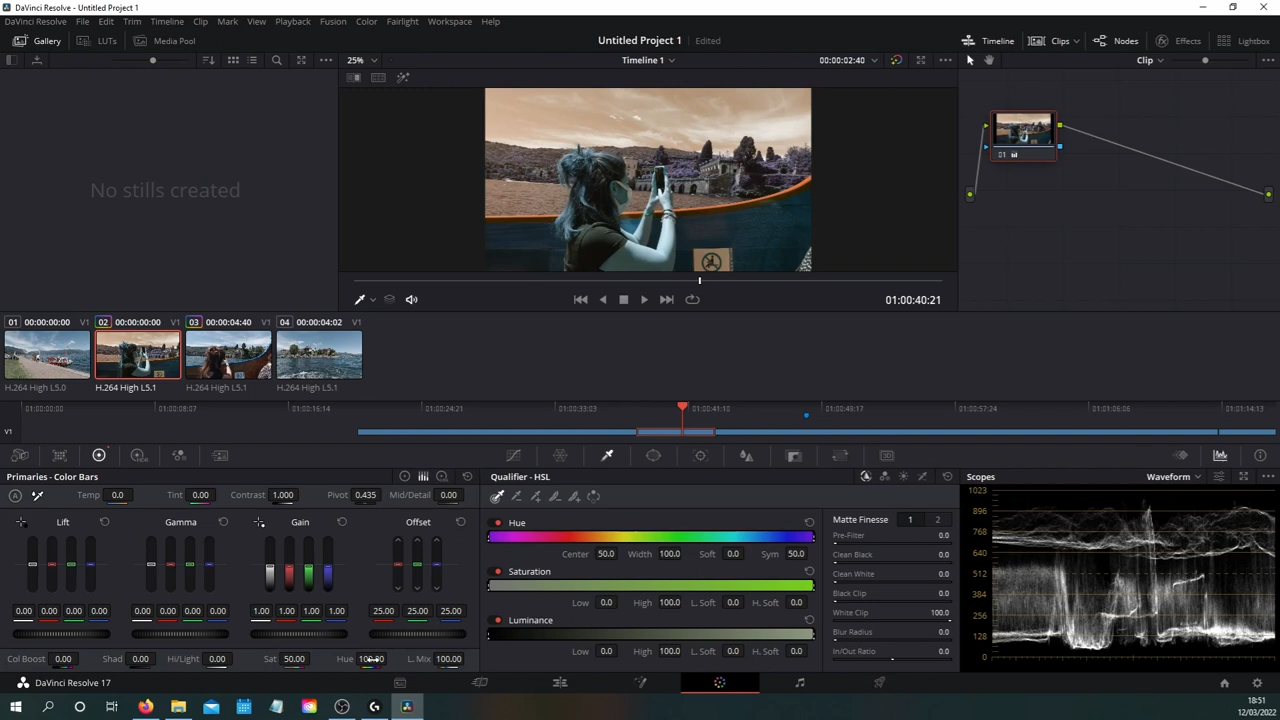 DaVinci Resolve - Untitled Project 1
DaVinci Resolve File Edit Trim Timeline Clip Mark View Playback Fusion Color Fairlight Workspace Help
Gallery LUTs Media Pool Untitled Project 1 Edited Timeline Clips Nodes Effects Lightbox
25% Timeline 1 00:00:02:40 Clip
01
No stills created
01:00:40:21
01 00:00:00:00 V1 02 00:00:00:00 V1 03 00:00:04:40 V1 04 00:00:04:02 V1
H.264 High L5.0 H.264 High L5.1 H.264 High L5.1 H.264 High L5.1
01:00:00:00 01:00:08:07 01:00:16:14 01:00:24:21 01:00:33:03 01:00:41:10 01:00:49:17 01:00:57:24 01:01:06:06 01:01:14:13
V1
Primaries - Color Bars Qualifier - HSL Scopes Waveform
A Temp 0.0 Tint 0.00 Contrast 1.000 Pivot 0.435 Mid/Detail 0.00
Lift Gamma Gain Offset
0.00 0.00 0.00 0.00 0.00 0.00 0.00 0.00 1.00 1.00 1.00 1.00 25.00 25.00 25.00
Col Boost 0.00 Shad 0.00 Hi/Light 0.00 Sat 50.00 Hue L. Mix 100.00
Hue
Center 50.0 Width 100.0 Soft 0.0 Sym 50.0
Saturation
Low 0.0 High 100.0 L. Soft 0.0 H. Soft 0.0
Luminance
Low 0.0 High 100.0 L. Soft 0.0 H. Soft 0.0
Matte Finesse 1 2
Pre-Filter 0.0
Clean Black 0.0
Clean White 0.0
Black Clip 0.0
White Clip 100.0
Blur Radius 0.0
In/Out Ratio 0.0
1023
896
768
640
512
384
256
128
0
DaVinci Resolve 17
18:51
12/03/2022